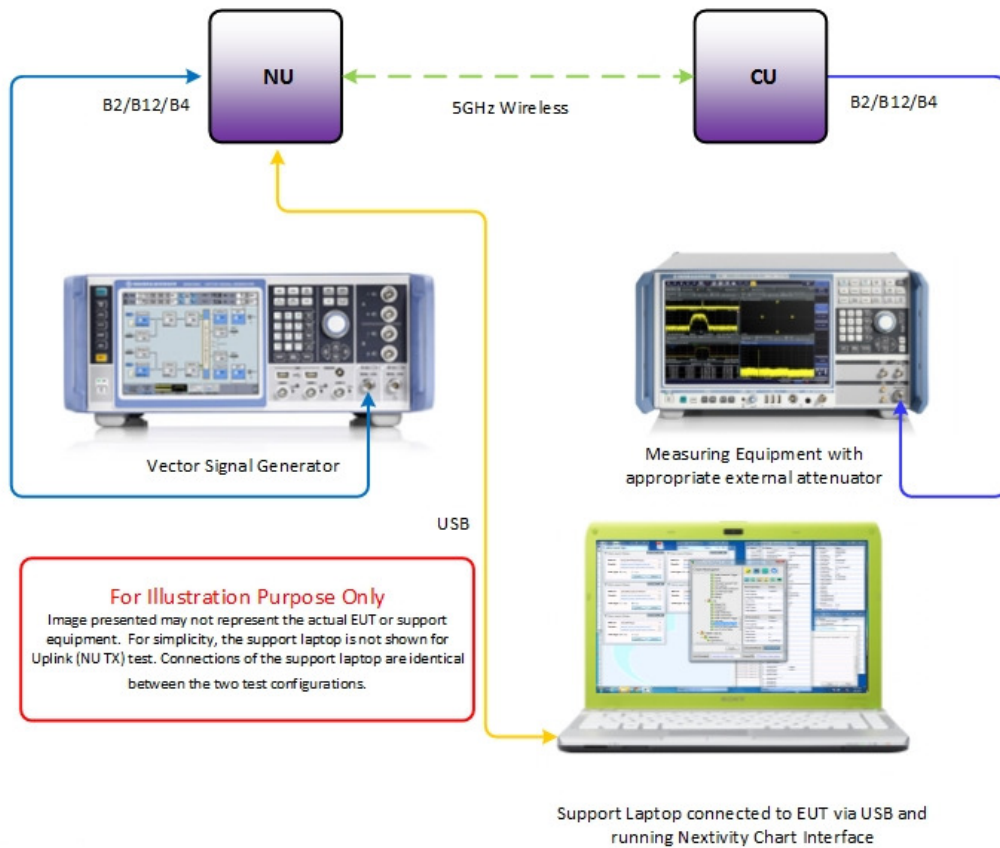 NU
CU
B2/B12/B4
5GHz Wireless
B2/B12/B4
Vector Signal Generator
Measuring Equipment with
appropriate external attenuator
USB
For Illustration Purpose Only
Image presented may not represent the actual EUT or support
equipment. For simplicity, the support laptop is not shown for
Uplink (NU TX) test. Connections of the support laptop are identical
between the two test configurations.
SONY
Support Laptop connected to EUT via USB and
running Nextivity Chart Interface